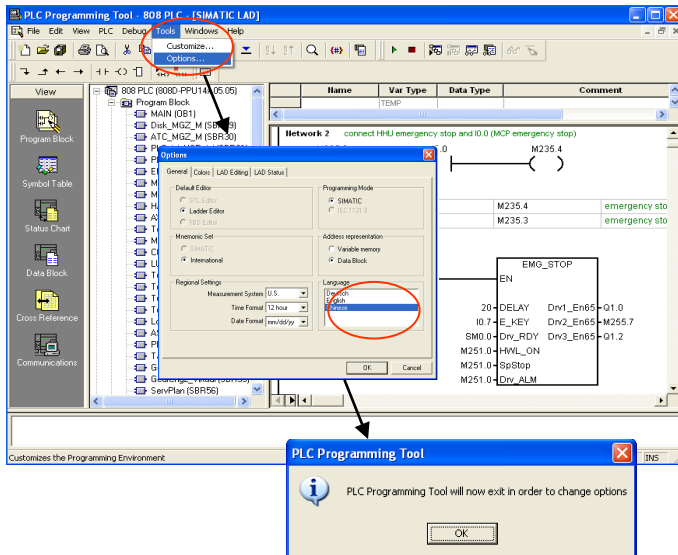 PLC Programming Tool - 808 PLC - [SIMATIC LAD]
File Edit View PLC Debug Tools Windows Help
Customize...
Options...
View
Program Block
Symbol Table
Status Chart
Data Block
Cross Reference
Communications
808 PLC (808D-PPU14
05.05)
Program Block
MAIN (OB1)
Disk_MGZ_M (SBR
9)
ATC_MGZ_M (SBR30)
ServPlan (SBR56)
Name Var Type Data Type Comment
TEMP
Network 2 connect HHU emergency stop and I0.0 (MCP emergency stop)
M235.4
M235.4 emergency sto
M235.3 emergency sto
EMG_STOP
EN
20 DELAY Drv1_En65 Q1.0
I0.7 E_KEY Drv2_En65 M255.7
SM0.0 Drv_RDY Drv3_En65 Q1.2
M251.0 HWL_ON
M251.0 SpStop
M251.0 Drv_ALM
Options
General Colors LAD Editing LAD Status
Default Editor
STL Editor
Ladder Editor
FBD Editor
Programming Mode
SIMATIC
IEC 1131-3
Mnemonic Set
SIMATIC
International
Address representation
Variable memory
Data Block
Regional Settings
Measurement System U.S.
Time Format 12 hour
Date Format mm/dd/yy
Language
Deutsch
English
Chinese
OK Cancel
Customizes the Programming Environment
INS
PLC Programming Tool
PLC Programming Tool will now exit in order to change options
OK